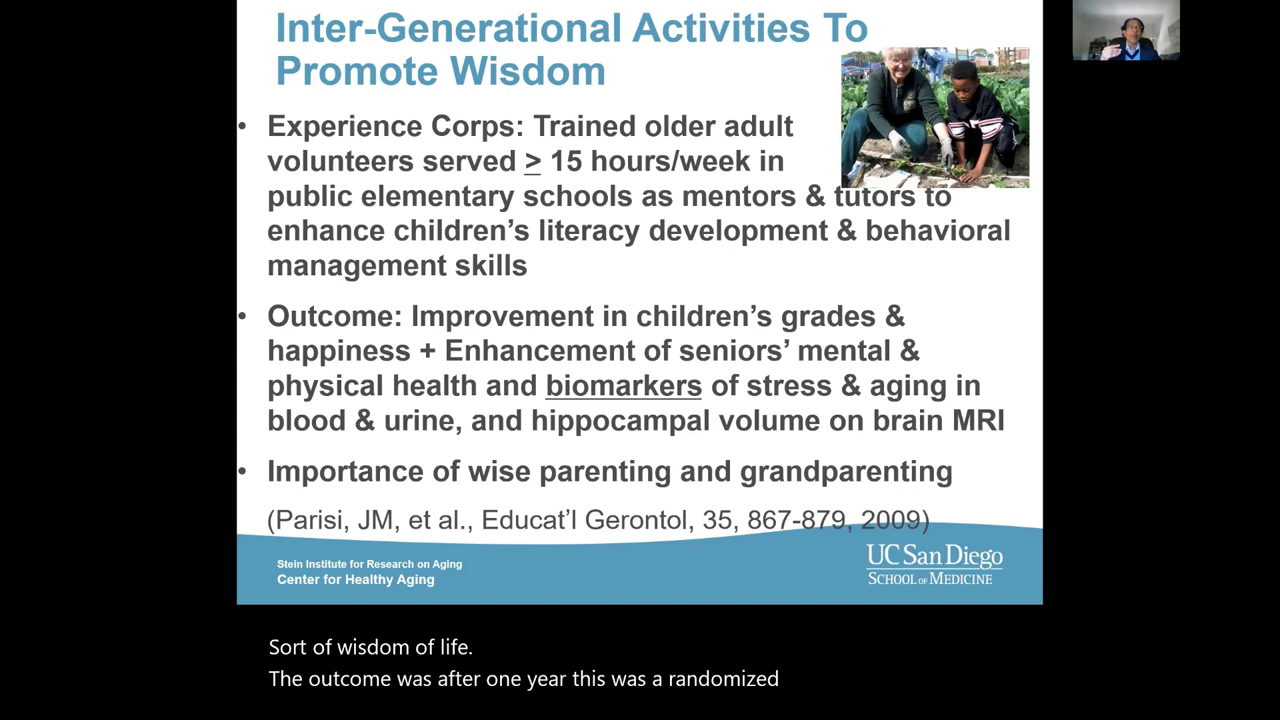 Inter-Generational Activities To
Promote Wisdom
• Experience Corps: Trained older adult
volunteers served > 15 hours/week in
public elementary schools as mentors & tutors to
enhance children’s literacy development & behavioral
management skills
• Outcome: Improvement in children’s grades &
happiness + Enhancement of seniors’ mental &
physical health and biomarkers of stress & aging in
blood & urine, and hippocampal volume on brain MRI
• Importance of wise parenting and grandparenting
(Parisi, JM, et al., Educat’l Gerontol, 35, 867-879, 2009)
Stein Institute for Research on Aging
Center for Healthy Aging
UC San Diego
SCHOOL OF MEDICINE
Sort of wisdom of life.
The outcome was after one year this was a randomized